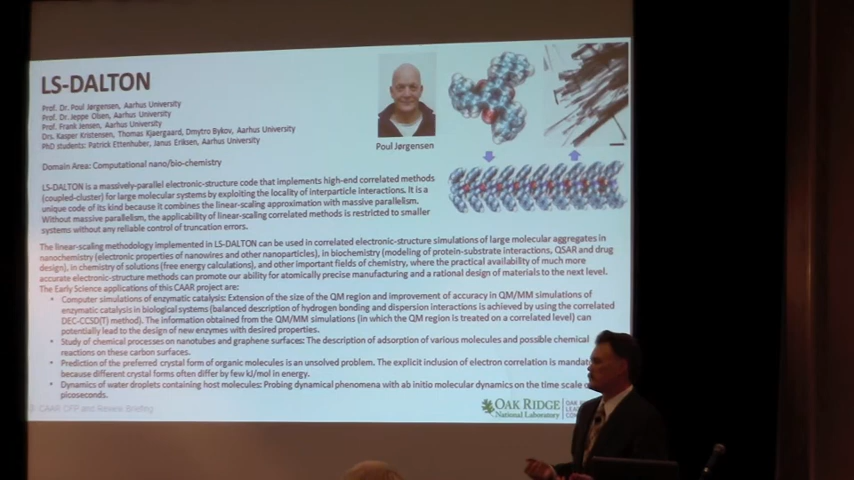 LS-DALTON
Prof. Dr. Poul Jørgensen, Aarhus University
Prof. Dr. Jeppe Olsen, Aarhus University
Prof. Frank Jensen, Aarhus University
Drs. Kasper Kristensen, Thomas Kjaergaard, Dmytro Bykov, Aarhus University
PhD students: Patrick Ettenhuber, Janus Eriksen, Aarhus University
Poul Jørgensen
Domain Area: Computational nano/bio-chemistry
LS-DALTON is a massively-parallel electronic-structure code that implements high-end correlated methods
(coupled-cluster) for large molecular systems by exploiting the locality of interparticle interactions. It is a
unique code of its kind because it combines the linear-scaling approximation with massive parallelism.
Without massive parallelism, the applicability of linear-scaling correlated methods is restricted to smaller
systems without any reliable control of truncation errors.
The linear-scaling methodology implemented in LS-DALTON can be used in correlated electronic-structure simulations of large molecular aggregates in
nanochemistry (electronic properties of nanowires and other nanoparticles), in biochemistry (modeling of protein-substrate interactions, QSAR and drug
design), in chemistry of solutions (free energy calculations), and other important fields of chemistry, where the practical availability of much more
accurate electronic-structure methods can promote our ability for atomically precise manufacturing and a rational design of materials to the next level.
The Early Science applications of this CAAR project are:
• Computer simulations of enzymatic catalysis: Extension of the size of the QM region and improvement of accuracy in QM/MM simulations of
enzymatic catalysis in biological systems (balanced description of hydrogen bonding and dispersion interactions is achieved by using the correlated
DEC-CCSD(T) method). The information obtained from the QM/MM simulations (in which the QM region is treated on a correlated level) can
potentially lead to the design of new enzymes with desired properties.
• Study of chemical processes on nanotubes and graphene surfaces: The description of adsorption of various molecules and possible chemical
reactions on these carbon surfaces.
• Prediction of the preferred crystal form of organic molecules is an unsolved problem. The explicit inclusion of electron correlation is mandat
because different crystal forms often differ by few kJ/mol in energy.
• Dynamics of water droplets containing host molecules: Probing dynamical phenomena with ab initio molecular dynamics on the time scale o
picoseconds.
CAAR CFP and Review Briefing
OAK RIDGE
National Laboratory
OAK
LEA
CO